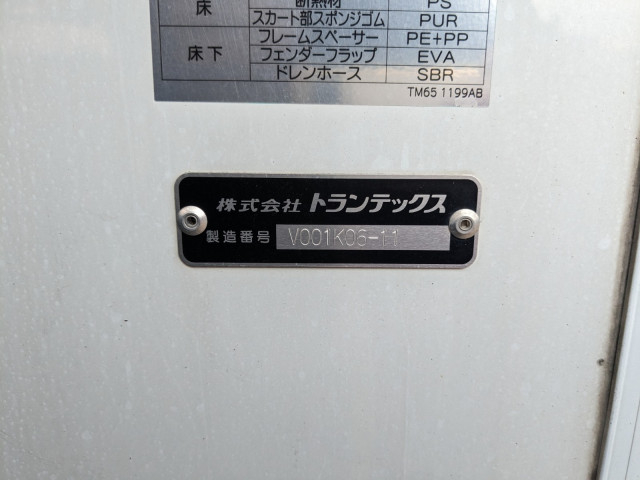 床 断熱材 PS
スカート部スポンジゴム PUR
床下 フレームスペーサー PE+PP
フェンダーフラップ EVA
ドレンホース SBR
TM65 1199AB
株式会社 トランテックス
製造番号 V001K06-11